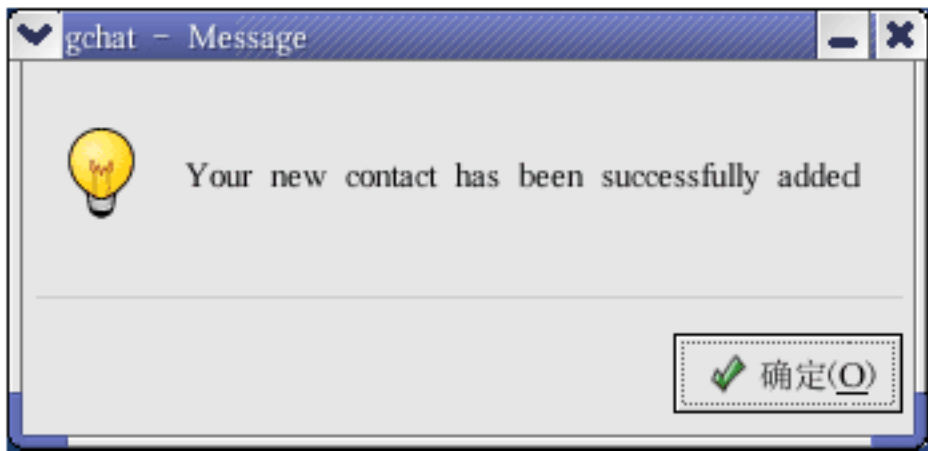 gchat - Message
Your new contact has been successfully added
确定(O)